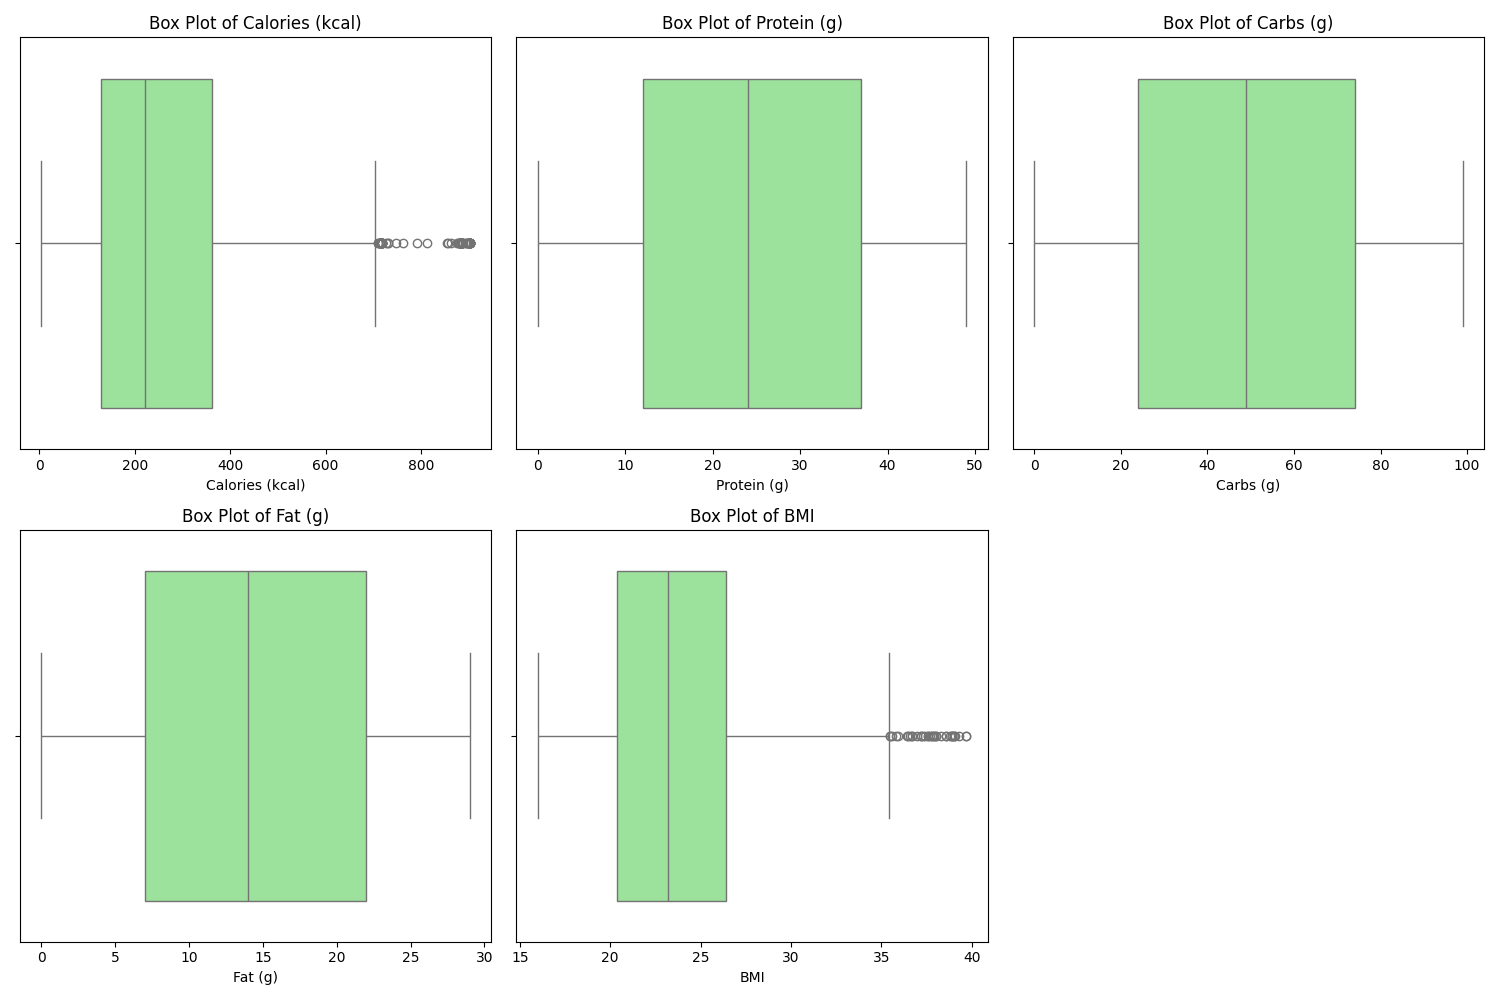 Box Plot of Calories (kcal)
Box Plot of Protein (g)
Box Plot of Carbs (g)
0 200 400 600 800
0 10 20 30 40 50
0 20 40 60 80 100
Calories (kcal)
Protein (g)
Carbs (g)
Box Plot of Fat (g)
Box Plot of BMI
0 5 10 15 20 25 30
15 20 25 30 35 40
Fat (g)
BMI